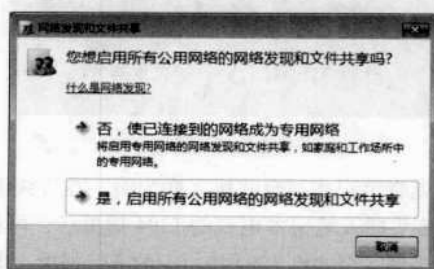 网络发现和文件共享
您想启用所有公用网络的网络发现和文件共享吗?
什么是网络发现?
否，使已连接到的网络成为专用网络
将启用专用网络的网络发现和文件共享，如家庭和工作场所中
的专用网络。
是，启用所有公用网络的网络发现和文件共享
取消